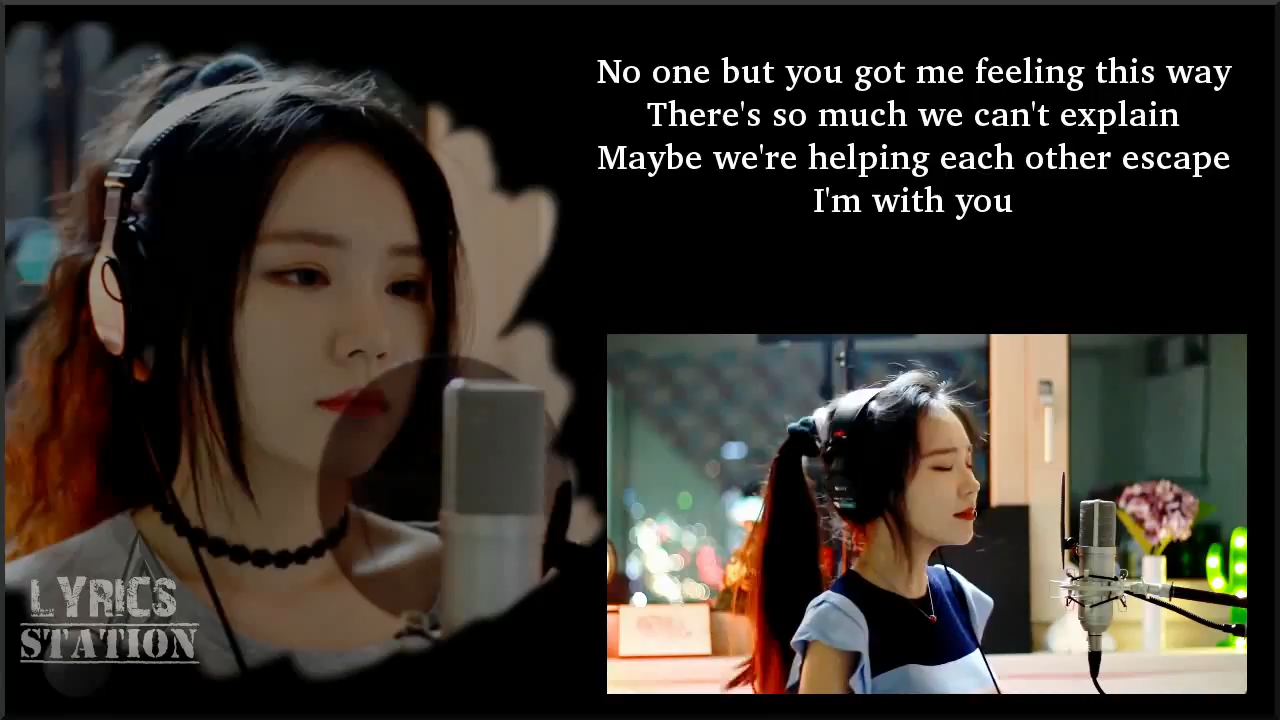 No one but you got me feeling this way
There's so much we can't explain
Maybe we're helping each other escape
I'm with you
LYRICS
STATION